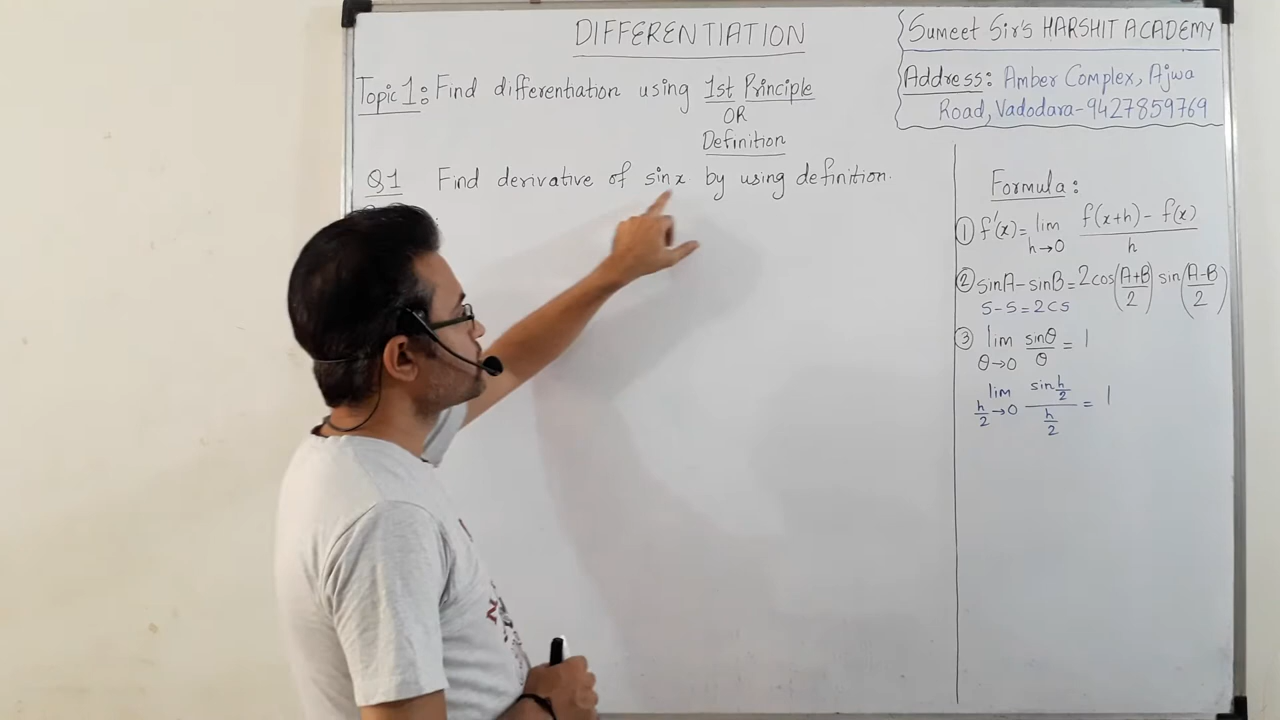 DIFFERENTIATION
Topic 1: Find differentiation using 1st Principle
OR
Definition
Q1 Find derivative of sin x by using definition.
Sumeet Sir's HARSHIT ACADEMY
Address: Amber Complex, Ajwa
Road, Vadodara-9427859769
Formula:
① f'(x) = lim h→0 f(x+h) - f(x) / h
② sinA - sinB = 2cos(A+B/2) sin(A-B/2)
S - S = 2CS
③ lim θ→0 sinθ/θ = 1
lim h/2→0 sin h/2 / h/2 = 1